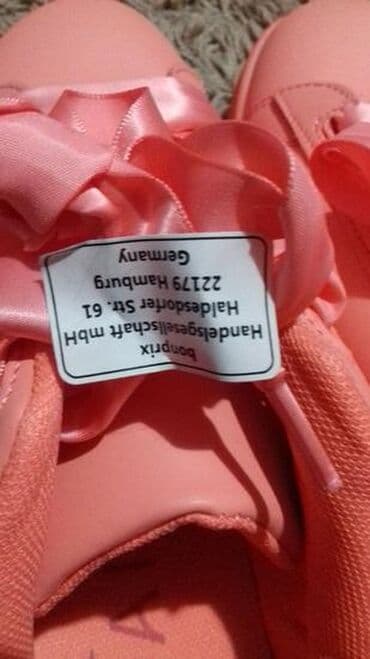 bonprix
Handelsgesellschaft mbH
Haldesdorfer Str. 61
22179 Hamburg
Germany